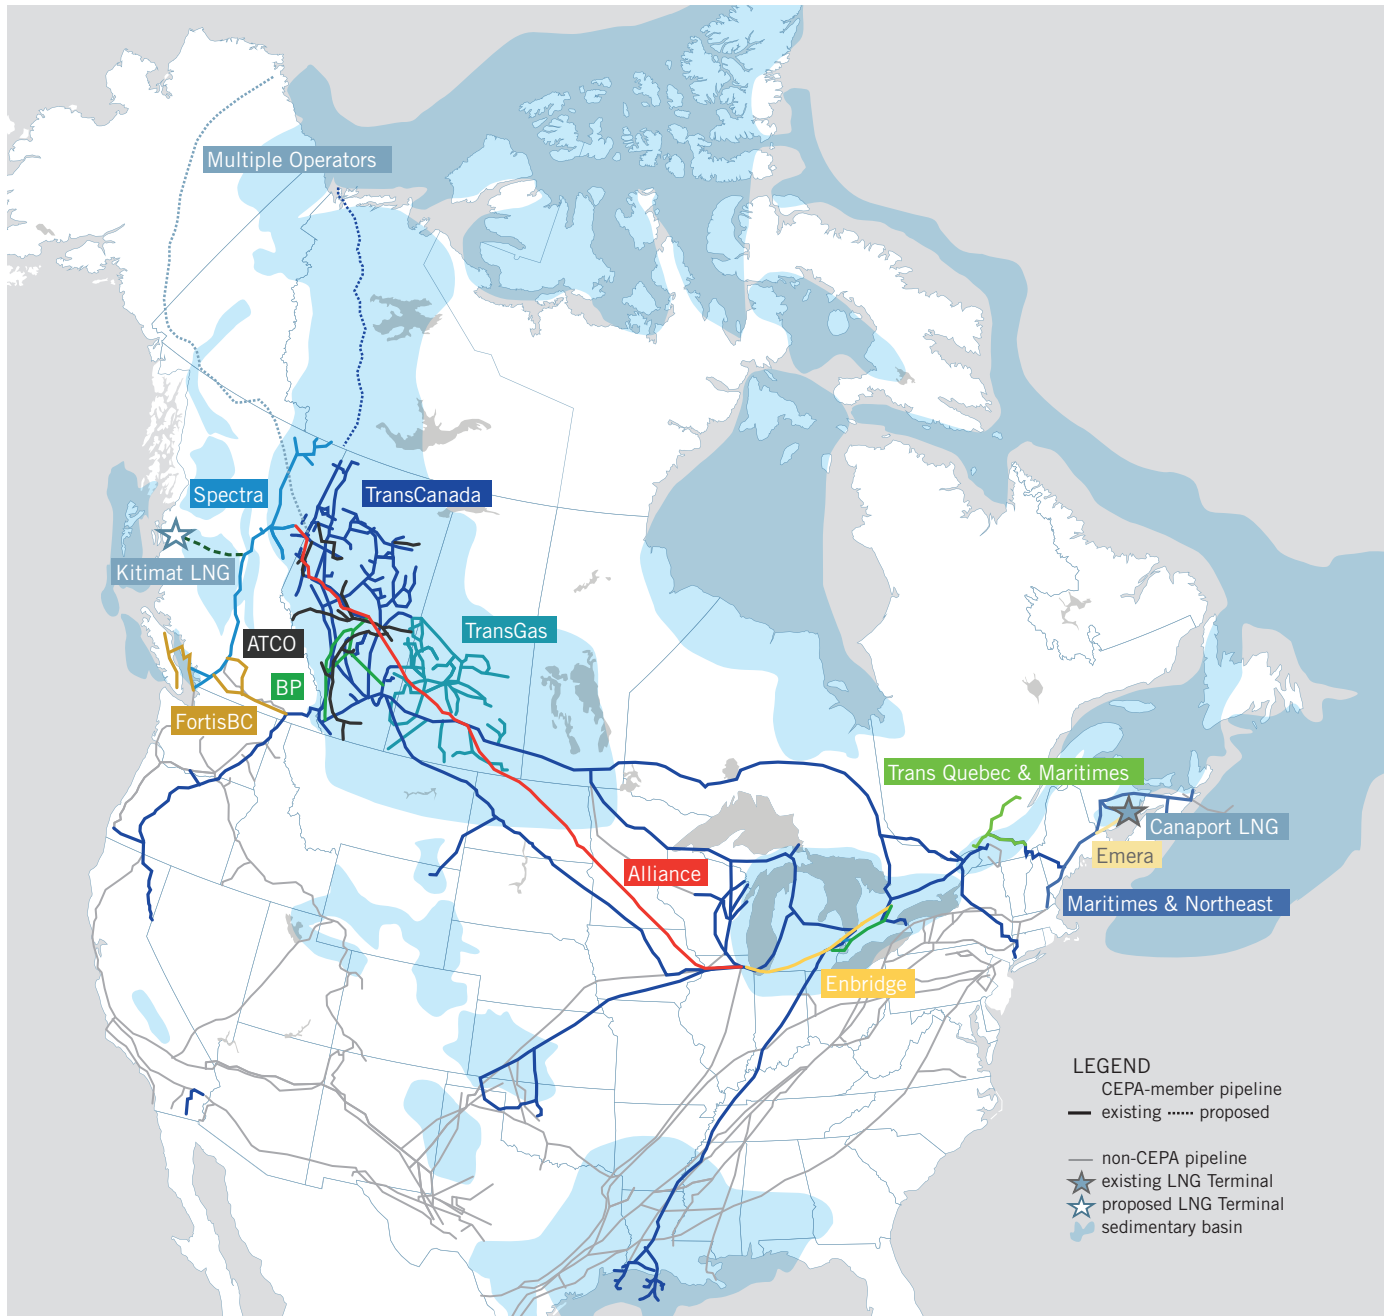 Multiple Operators
Spectra
TransCanada
Kitimat LNG
ATCO
TransGas
BP
FortisBC
Trans Quebec & Maritimes
Canaport LNG
Emera
Alliance
Maritimes & Northeast
Enbridge
LEGEND
CEPA-member pipeline
existing proposed
non-CEPA pipeline
existing LNG Terminal
proposed LNG Terminal
sedimentary basin